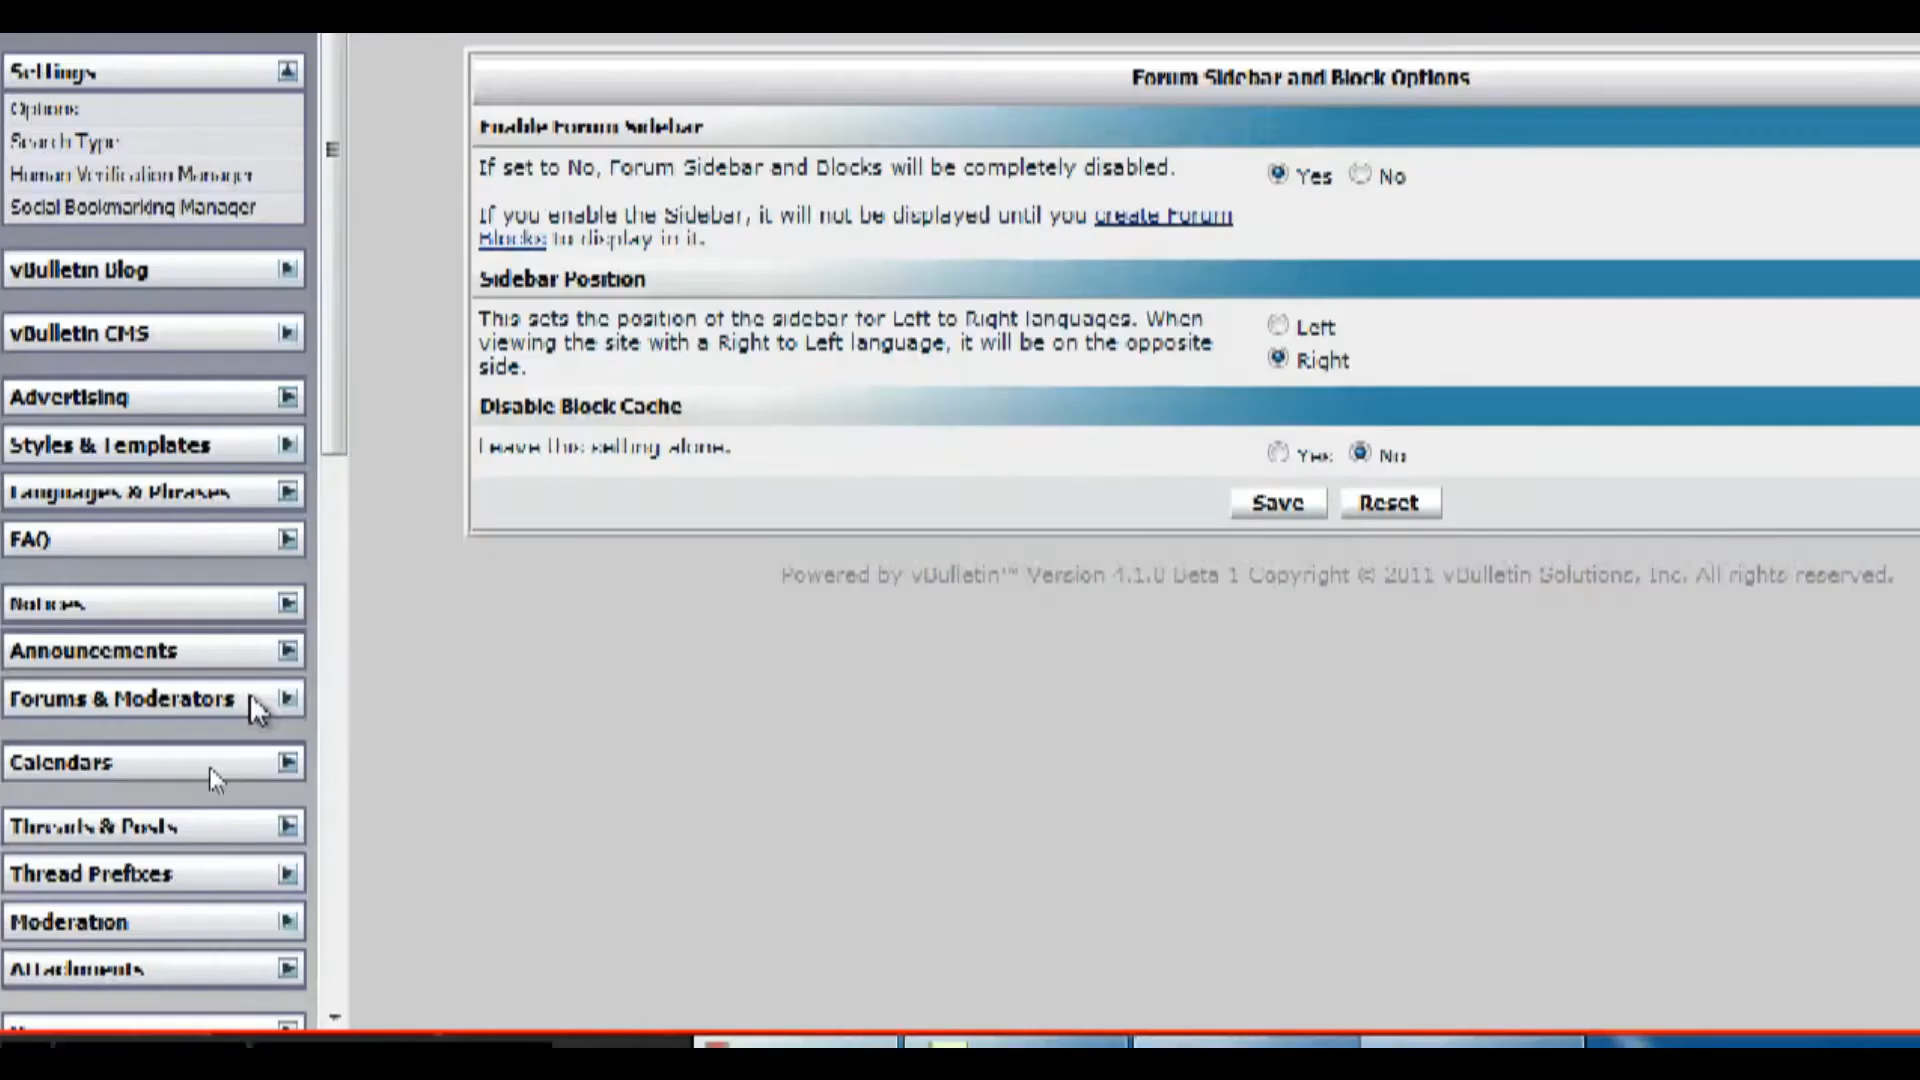 Settings
Options
Search Type
Human Verification Manager
Social Bookmarking Manager
vBulletin Blog
vBulletin CMS
Advertising
Styles & Templates
Languages & Phrases
FAQ
Notices
Announcements
Forums & Moderators
Calendars
Threads & Posts
Thread Prefixes
Moderation
Attachments
Forum Sidebar and Block Options
Enable Forum Sidebar
If set to No, Forum Sidebar and Blocks will be completely disabled.
Yes No
If you enable the Sidebar, it will not be displayed until you create Forum
Blocks to display in it.
Sidebar Position
This sets the position of the sidebar for Left to Right languages. When
viewing the site with a Right to Left language, it will be on the opposite
side.
Left
Right
Disable Block Cache
Leave this setting alone.
Yes No
Save Reset
Powered by vBulletin™ Version 4.1.0 Beta 1 Copyright © 2011 vBulletin Solutions, Inc. All rights reserved.